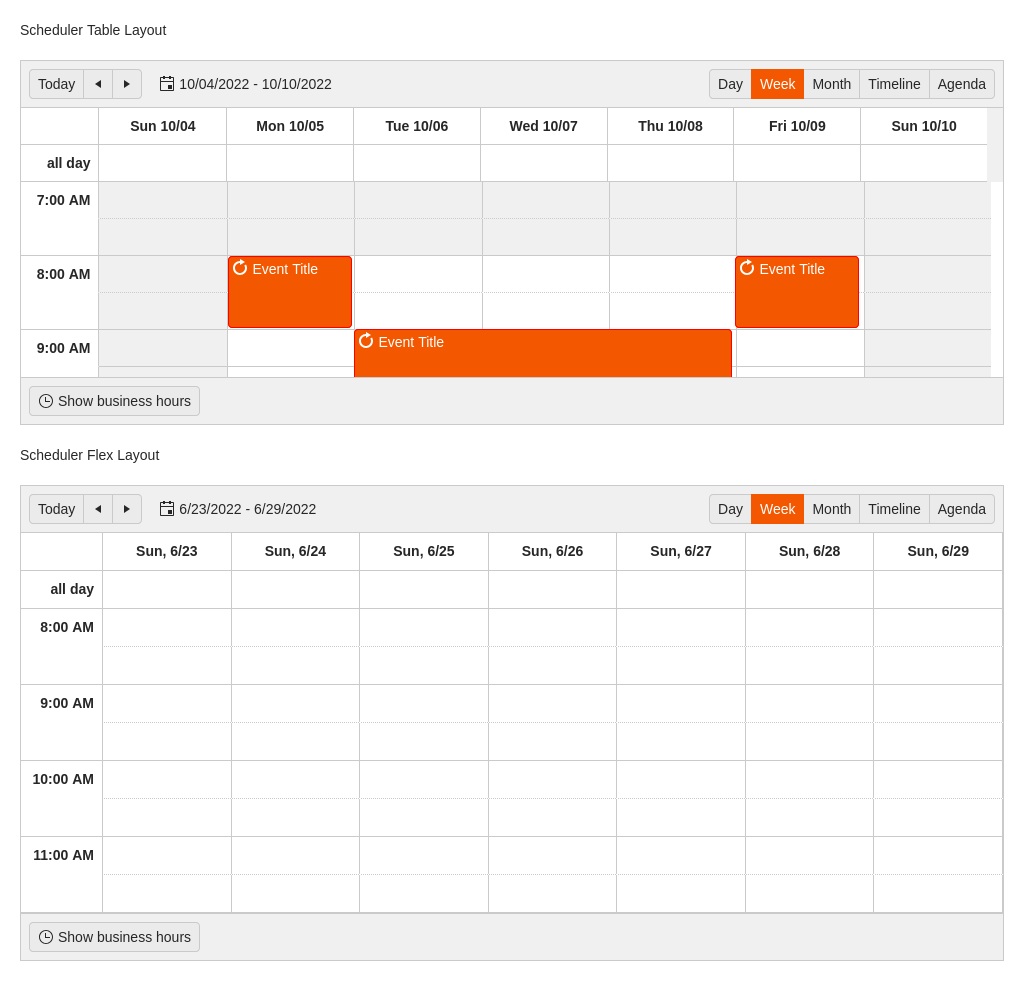 Scheduler Table Layout
Today 10/04/2022 - 10/10/2022 Day Week Month Timeline Agenda
Sun 10/04 Mon 10/05 Tue 10/06 Wed 10/07 Thu 10/08 Fri 10/09 Sun 10/10
all day
7:00 AM
8:00 AM Event Title Event Title
9:00 AM Event Title
Show business hours
Scheduler Flex Layout
Today 6/23/2022 - 6/29/2022 Day Week Month Timeline Agenda
Sun, 6/23 Sun, 6/24 Sun, 6/25 Sun, 6/26 Sun, 6/27 Sun, 6/28 Sun, 6/29
all day
8:00 AM
9:00 AM
10:00 AM
11:00 AM
Show business hours